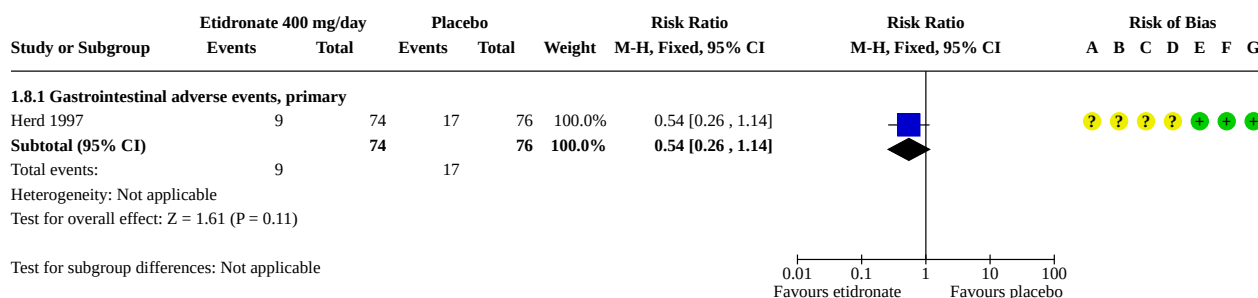 Etidronate 400 mg/day Placebo Risk Ratio Risk Ratio Risk of Bias
Study or Subgroup Events Total Events Total Weight M-H, Fixed, 95% CI M-H, Fixed, 95% CI A B C D E F G
1.8.1 Gastrointestinal adverse events, primary
Herd 1997 9 74 17 76 100.0% 0.54 [0.26 , 1.14] ? ? ? ? + + +
Subtotal (95% CI) 74 76 100.0% 0.54 [0.26 , 1.14]
Total events: 9 17
Heterogeneity: Not applicable
Test for overall effect: Z = 1.61 (P = 0.11)
Test for subgroup differences: Not applicable
0.01 0.1 1 10 100
Favours etidronate Favours placebo